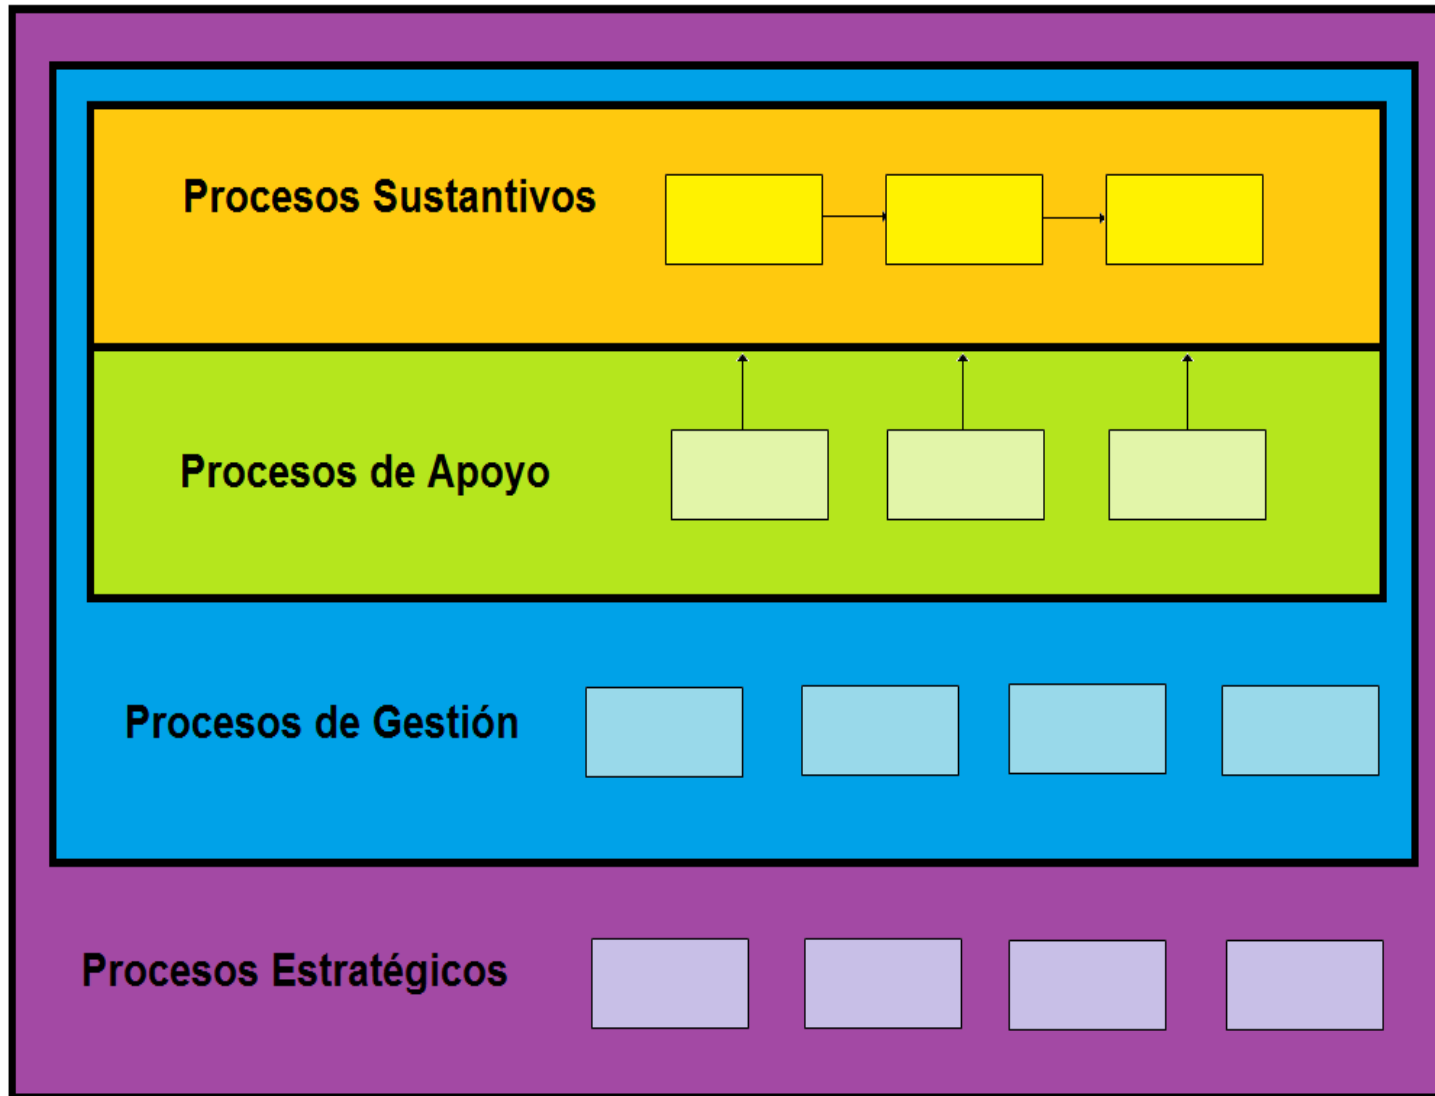 Procesos Sustantivos
Procesos de Apoyo
Procesos de Gestión
Procesos Estratégicos